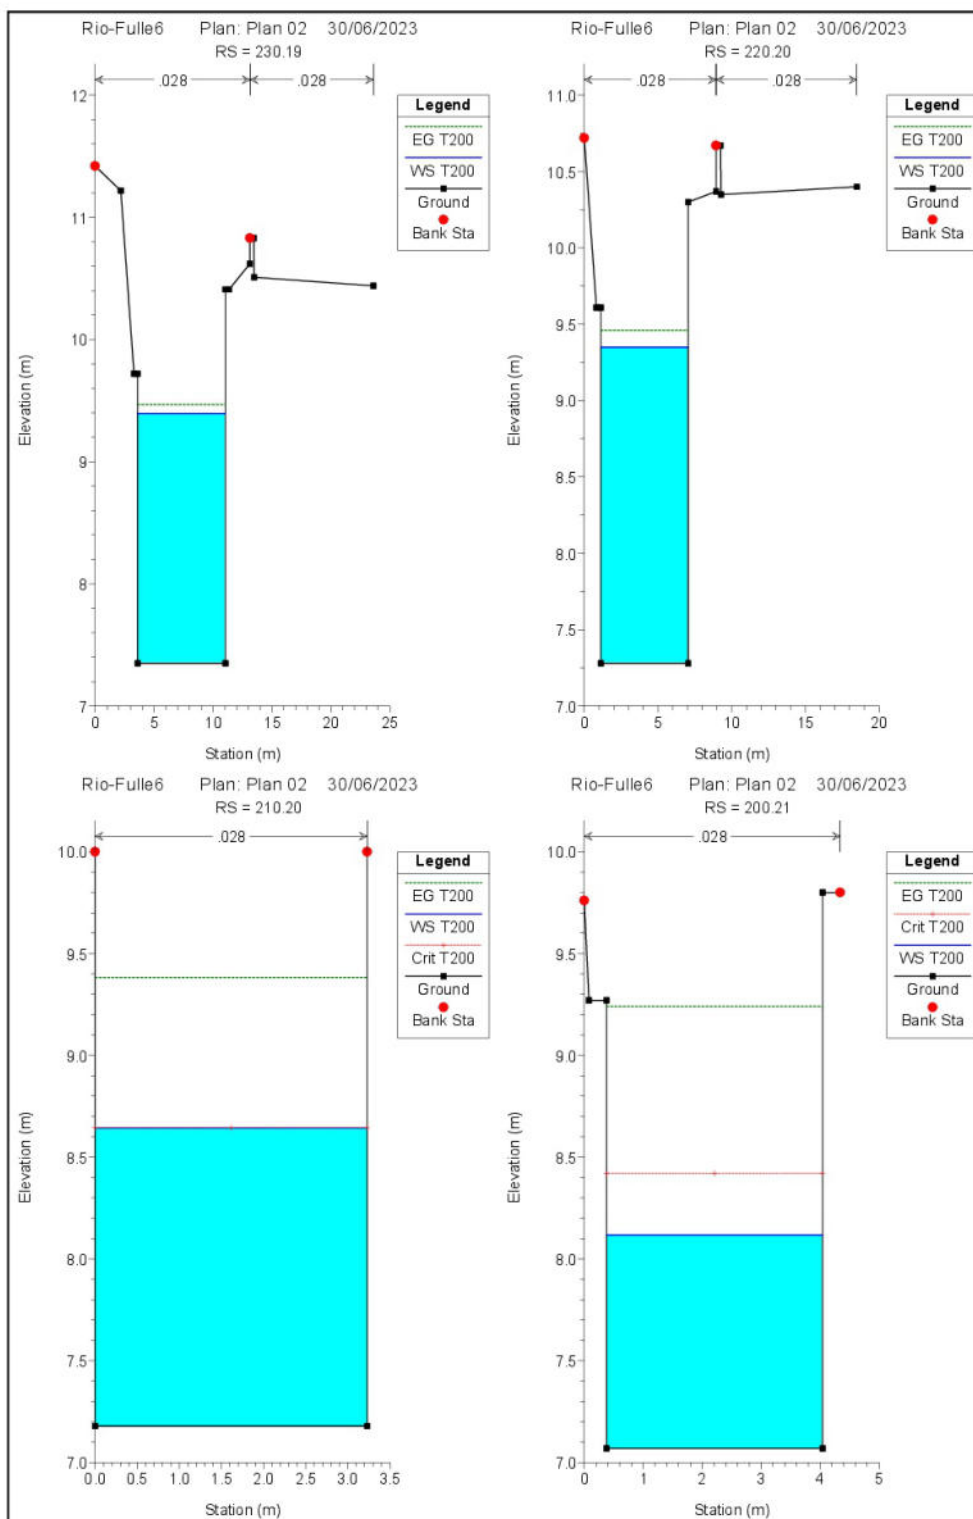 Rio-Fulle6 Plan: Plan 02 30/06/2023
RS = 230.19
.028 .028
12
11
10
9
8
7
Elevation (m)
0 5 10 15 20 25
Station (m)
Legend
EG T200
WS T200
Ground
Bank Sta
Rio-Fulle6 Plan: Plan 02 30/06/2023
RS = 220.20
.028 .028
11.0
10.5
10.0
9.5
9.0
8.5
8.0
7.5
7.0
Elevation (m)
0 5 10 15 20
Station (m)
Legend
EG T200
WS T200
Ground
Bank Sta
Rio-Fulle6 Plan: Plan 02 30/06/2023
RS = 210.20
.028
10.0
9.5
9.0
8.5
8.0
7.5
7.0
Elevation (m)
0.0 0.5 1.0 1.5 2.0 2.5 3.0 3.5
Station (m)
Legend
EG T200
WS T200
Crit T200
Ground
Bank Sta
Rio-Fulle6 Plan: Plan 02 30/06/2023
RS = 200.21
.028
10.0
9.5
9.0
8.5
8.0
7.5
7.0
Elevation (m)
0 1 2 3 4 5
Station (m)
Legend
EG T200
Crit T200
WS T200
Ground
Bank Sta